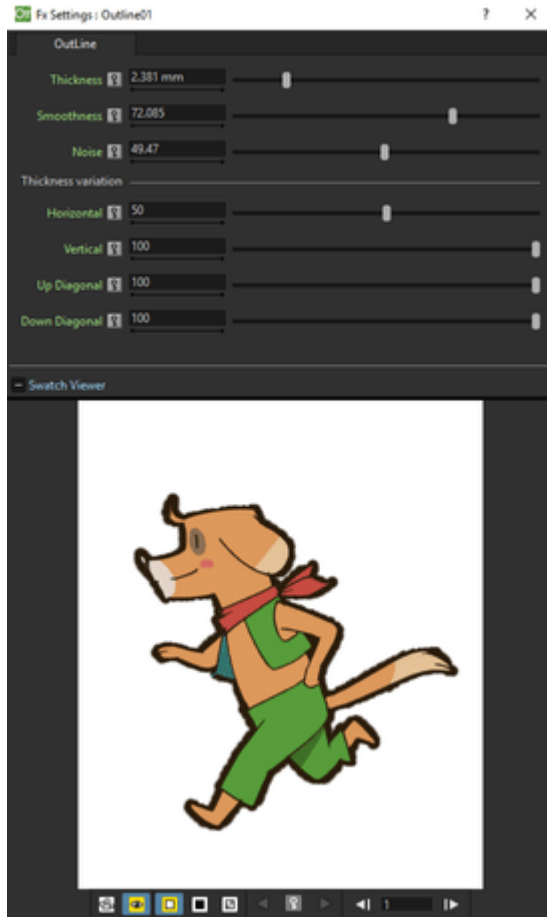 OT Fx Settings : Outline01 ? ×
OutLine
Thickness 2.381 mm
Smoothness 72.085
Noise 49.47
Thickness variation
Horizontal 50
Vertical 100
Up Diagonal 100
Down Diagonal 100
Swatch Viewer
1